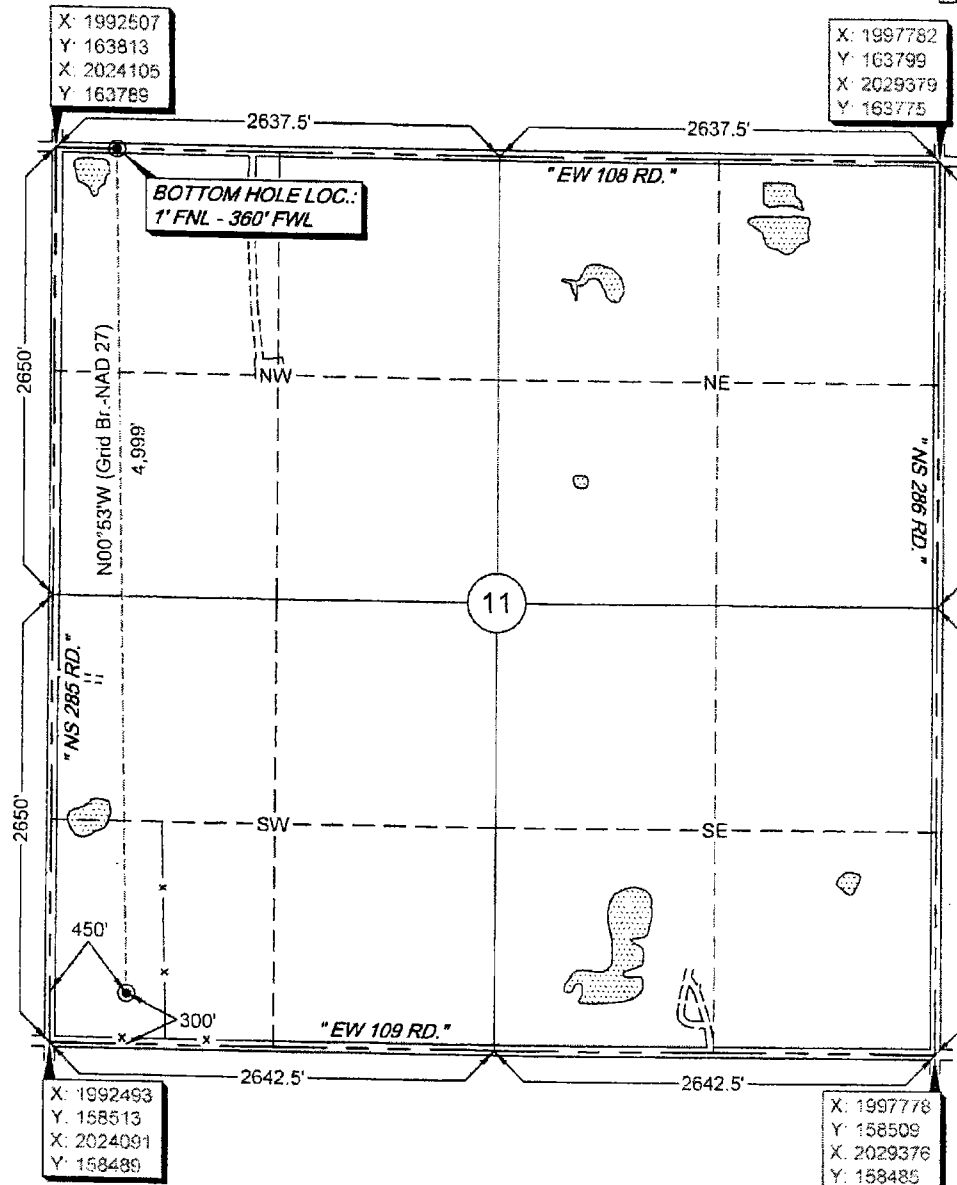 X: 1992507
Y: 163813
X: 2024105
Y: 163789
X: 1997782
Y: 163799
X: 2029379
Y: 163775
2637.5'
2637.5'
"EW 108 RD."
BOTTOM HOLE LOC.:
1' FNL - 360' FWL
2650'
N00°53'W (Grid Br.-NAD 27)
4,999'
NW
NE
"NS 286 RD."
11
"NS 285 RD."
2650'
SW
SE
450'
300'
"EW 109 RD."
2642.5'
2642.5'
X: 1992493
Y: 158513
X: 2024091
Y: 158489
X: 1997778
Y: 158509
X: 2029376
Y: 158485